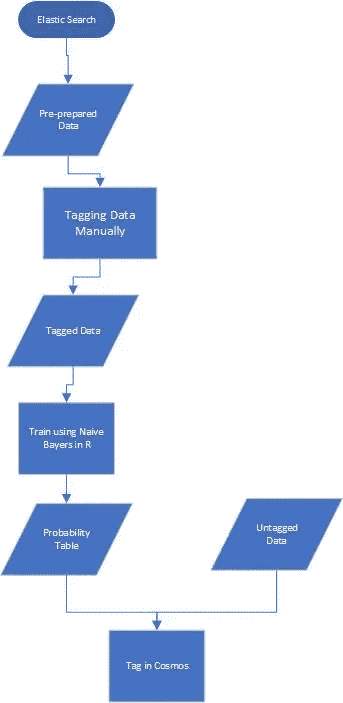 Elastic Search
Pre-prepared
Data
Tagging Data
Manually
Tagged Data
Train using Naive
Bayers in R
Probability
Table
Untagged
Data
Tag in Cosmos